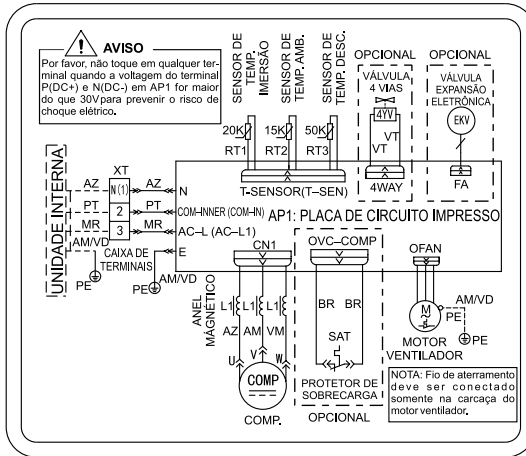 AVISO
Por favor, não toque em qualquer ter-
minal quando a voltagem do terminal
P(DC+) e N(DC-) em AP1 for maior
do que 30Vpara prevenir o risco de
choque elétrico.
SENSOR DE
TEMP.
IMERSÃO
SENSOR DE
TEMP. AMB.
SENSOR DE
TEMP. DESC.
20K
15K
50K
RT1
RT2
RT3
T-SENSOR(T–SEN)
OPCIONAL
VÁLVULA
4 VIAS
4YV
VT
VT
4WAY
OPCIONAL
VÁLVULA
EXPANSÃO
ELETRÔNICA
EKV
FA
UNIDADE INTERNA
XT
AZ
N(1)
AZ
N
PT
2
PT
COM-INNER (COM–IN)
MR
3
MR
AC–L (AC–L1)
AM/VD
E
PE
CAIXA DE
TERMINAIS
PE
AM/VD
AP1: PLACA DE CIRCUITO IMPRESSO
CN1
OVC–COMP
OFAN
ANEL
MÁGNÉTICO
L1
L1
L1
AZ
AM
VM
U
V
W
COMP
COMP.
BR
BR
SAT
PROTETOR DE
SOBRECARGA
OPCIONAL
M
AM/VD
PE
PE
MOTOR
VENTILADOR
NOTA: Fio de aterramento
deve ser conectado
somente na carcaça do
motor ventilador.